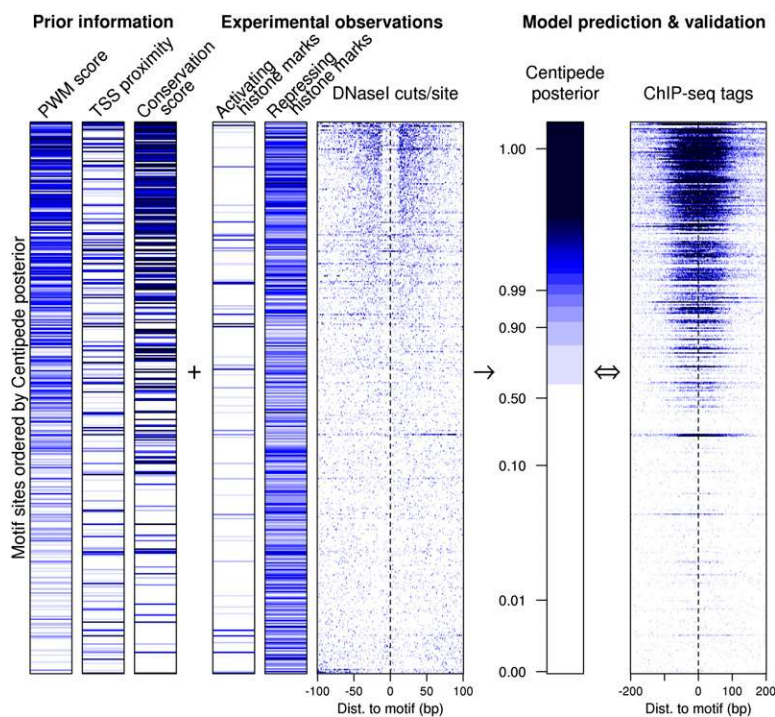 Prior information
Experimental observations
Model prediction & validation
PWM score
TSS proximity
Conservation
score
Activating
histone marks
Repressing
histone marks
DNaseI cuts/site
Centipede
posterior
ChIP-seq tags
Motif sites ordered by Centipede posterior
+
→
⇔
1.00
0.99
0.90
0.50
0.10
0.01
0.00
-100 -50 0 50 100
Dist. to motif (bp)
-200 -100 0 100 200
Dist. to motif (bp)